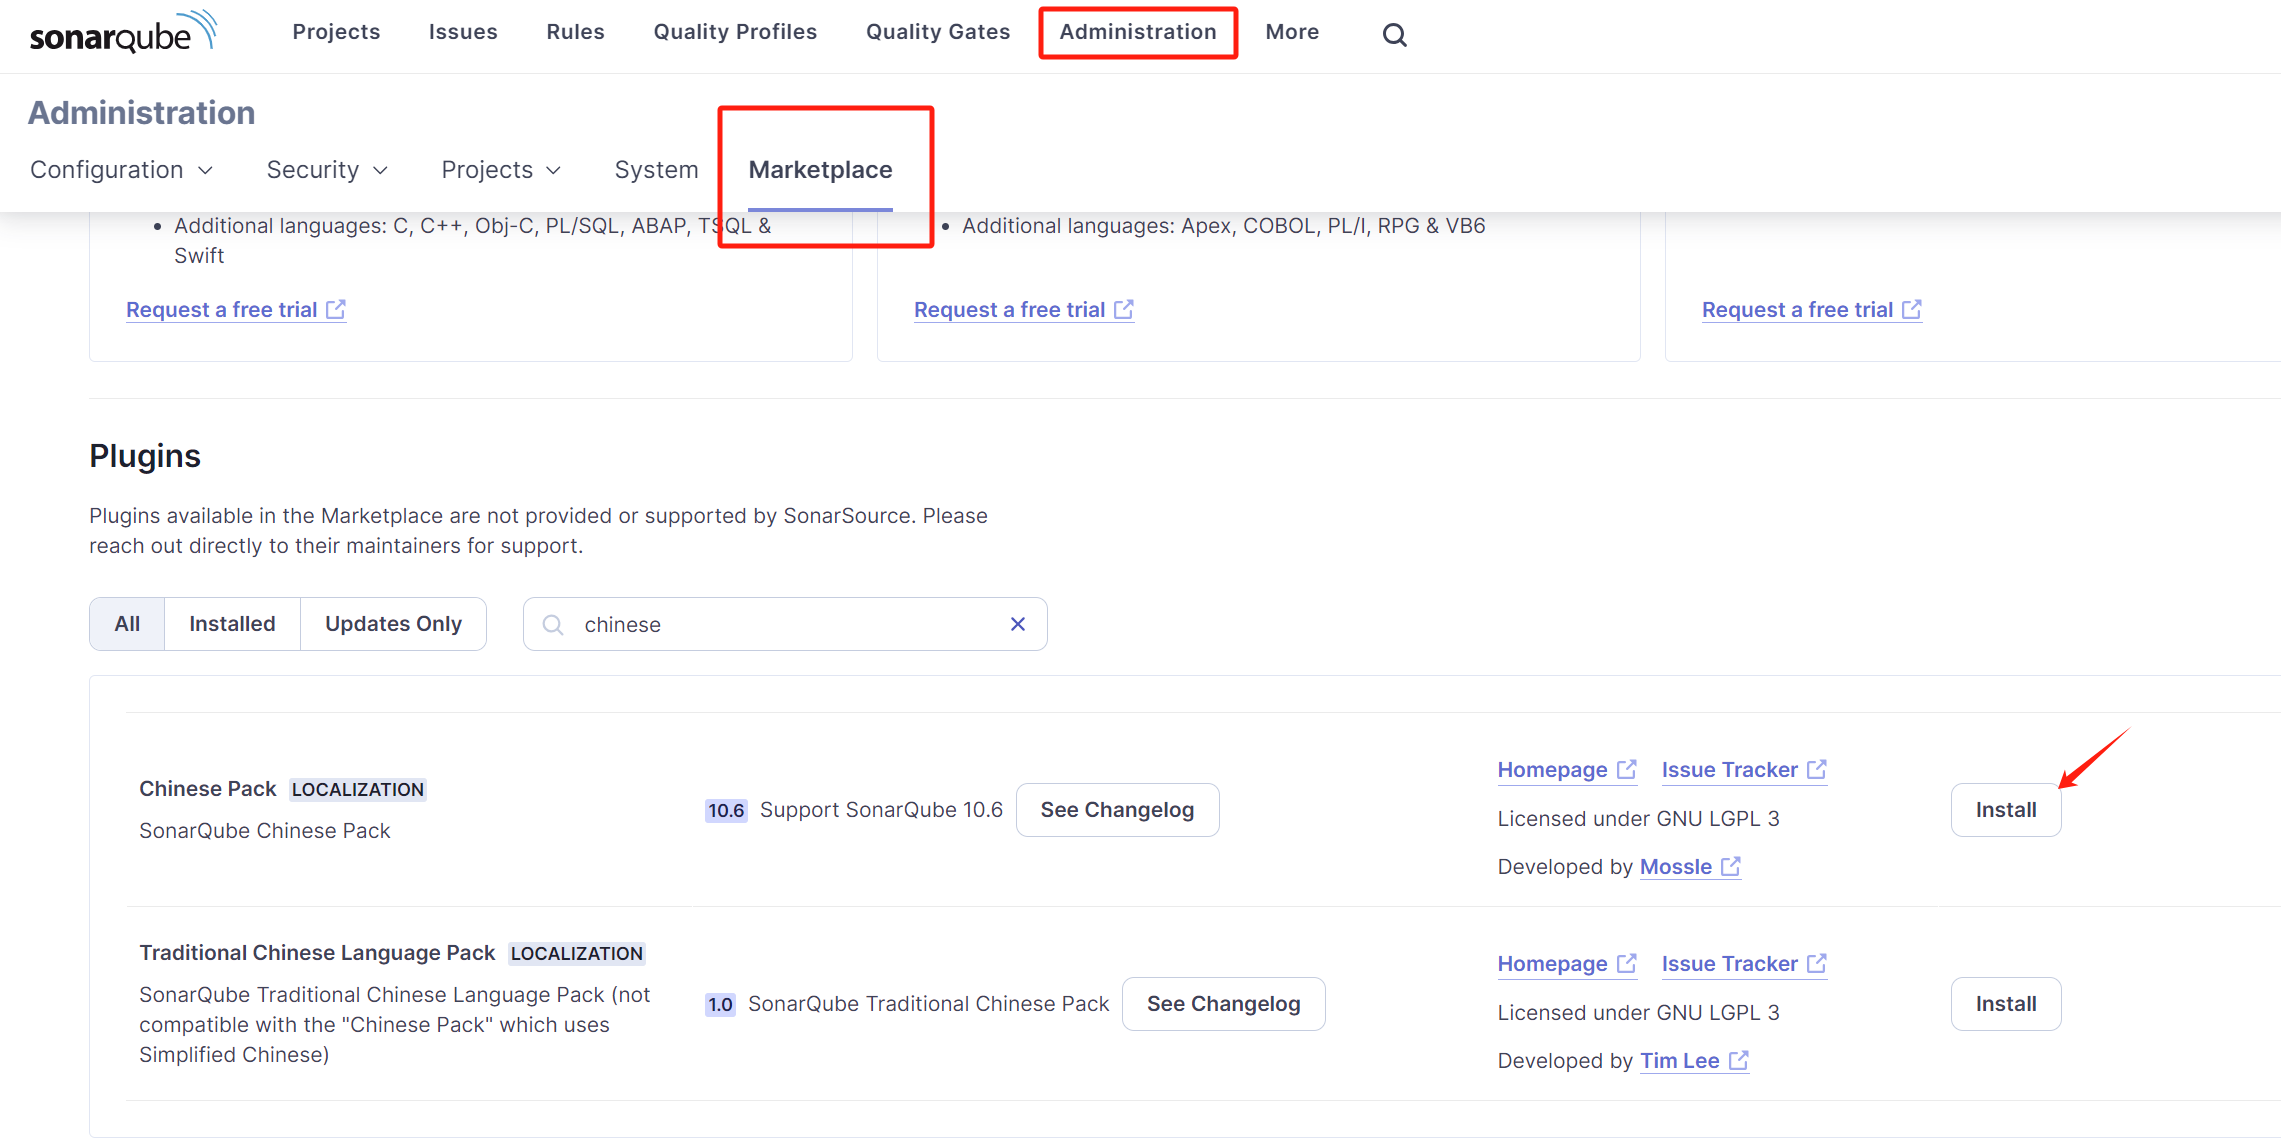 sonarqube Projects Issues Rules Quality Profiles Quality Gates Administration More
Administration
Configuration Security Projects System Marketplace
• Additional languages: C, C++, Obj-C, PL/SQL, ABAP, TSQL &
Swift
• Additional languages: Apex, COBOL, PL/I, RPG & VB6
Request a free trial
Request a free trial
Request a free trial
Plugins
Plugins available in the Marketplace are not provided or supported by SonarSource. Please
reach out directly to their maintainers for support.
All Installed Updates Only chinese
Chinese Pack LOCALIZATION
SonarQube Chinese Pack
10.6 Support SonarQube 10.6 See Changelog
Homepage Issue Tracker
Licensed under GNU LGPL 3
Developed by Mossle
Install
Traditional Chinese Language Pack LOCALIZATION
SonarQube Traditional Chinese Language Pack (not
compatible with the "Chinese Pack" which uses
Simplified Chinese)
1.0 SonarQube Traditional Chinese Pack See Changelog
Homepage Issue Tracker
Licensed under GNU LGPL 3
Developed by Tim Lee
Install